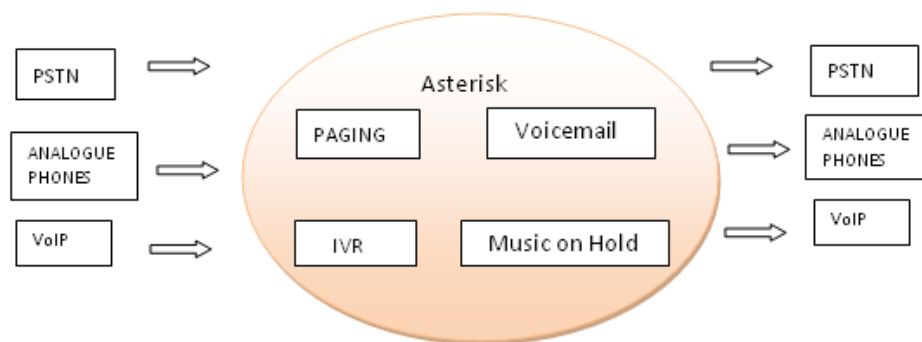 PSTN
ANALOGUE
PHONES
VoIP
Asterisk
PAGING
Voicemail
IVR
Music on Hold
PSTN
ANALOGUE
PHONES
VoIP